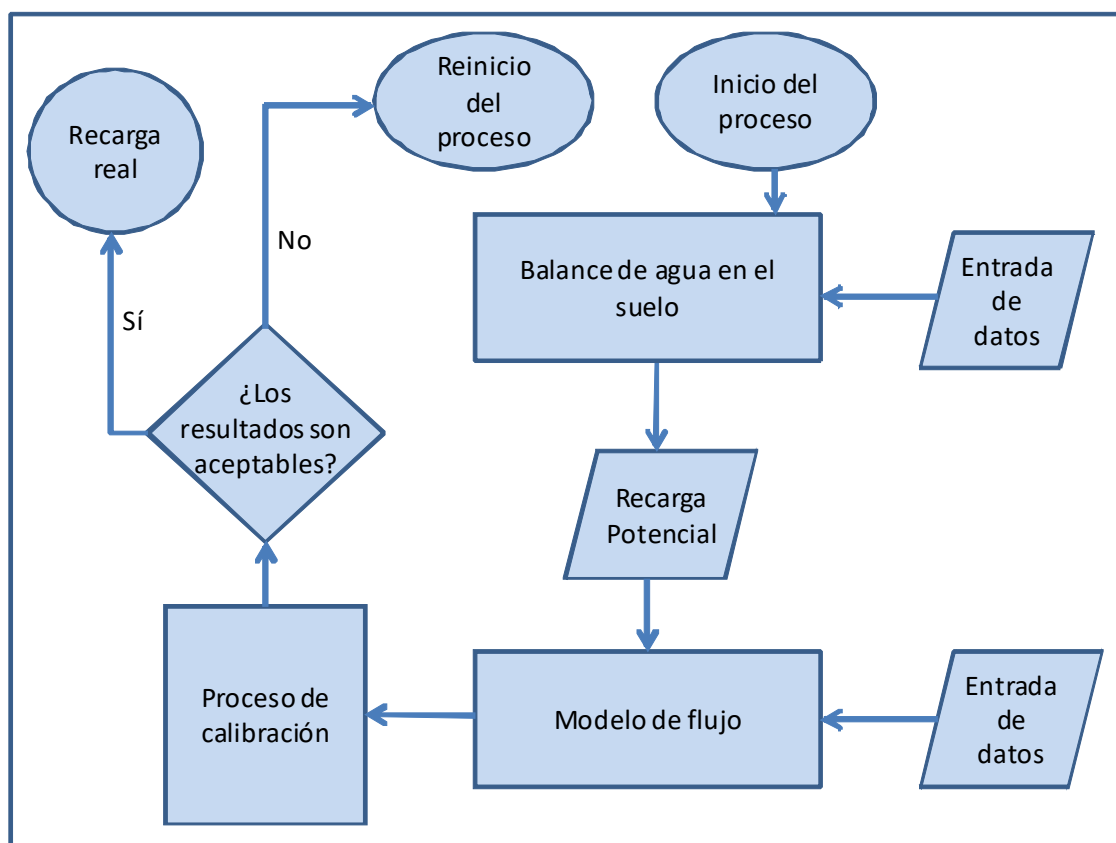 Reinicio
del
proceso
Inicio del
proceso
Recarga
real
No
Sí
Balance de agua en el
suelo
Entrada
de
datos
¿Los
resultados son
aceptables?
Recarga
Potencial
Proceso de
calibración
Modelo de flujo
Entrada
de
datos